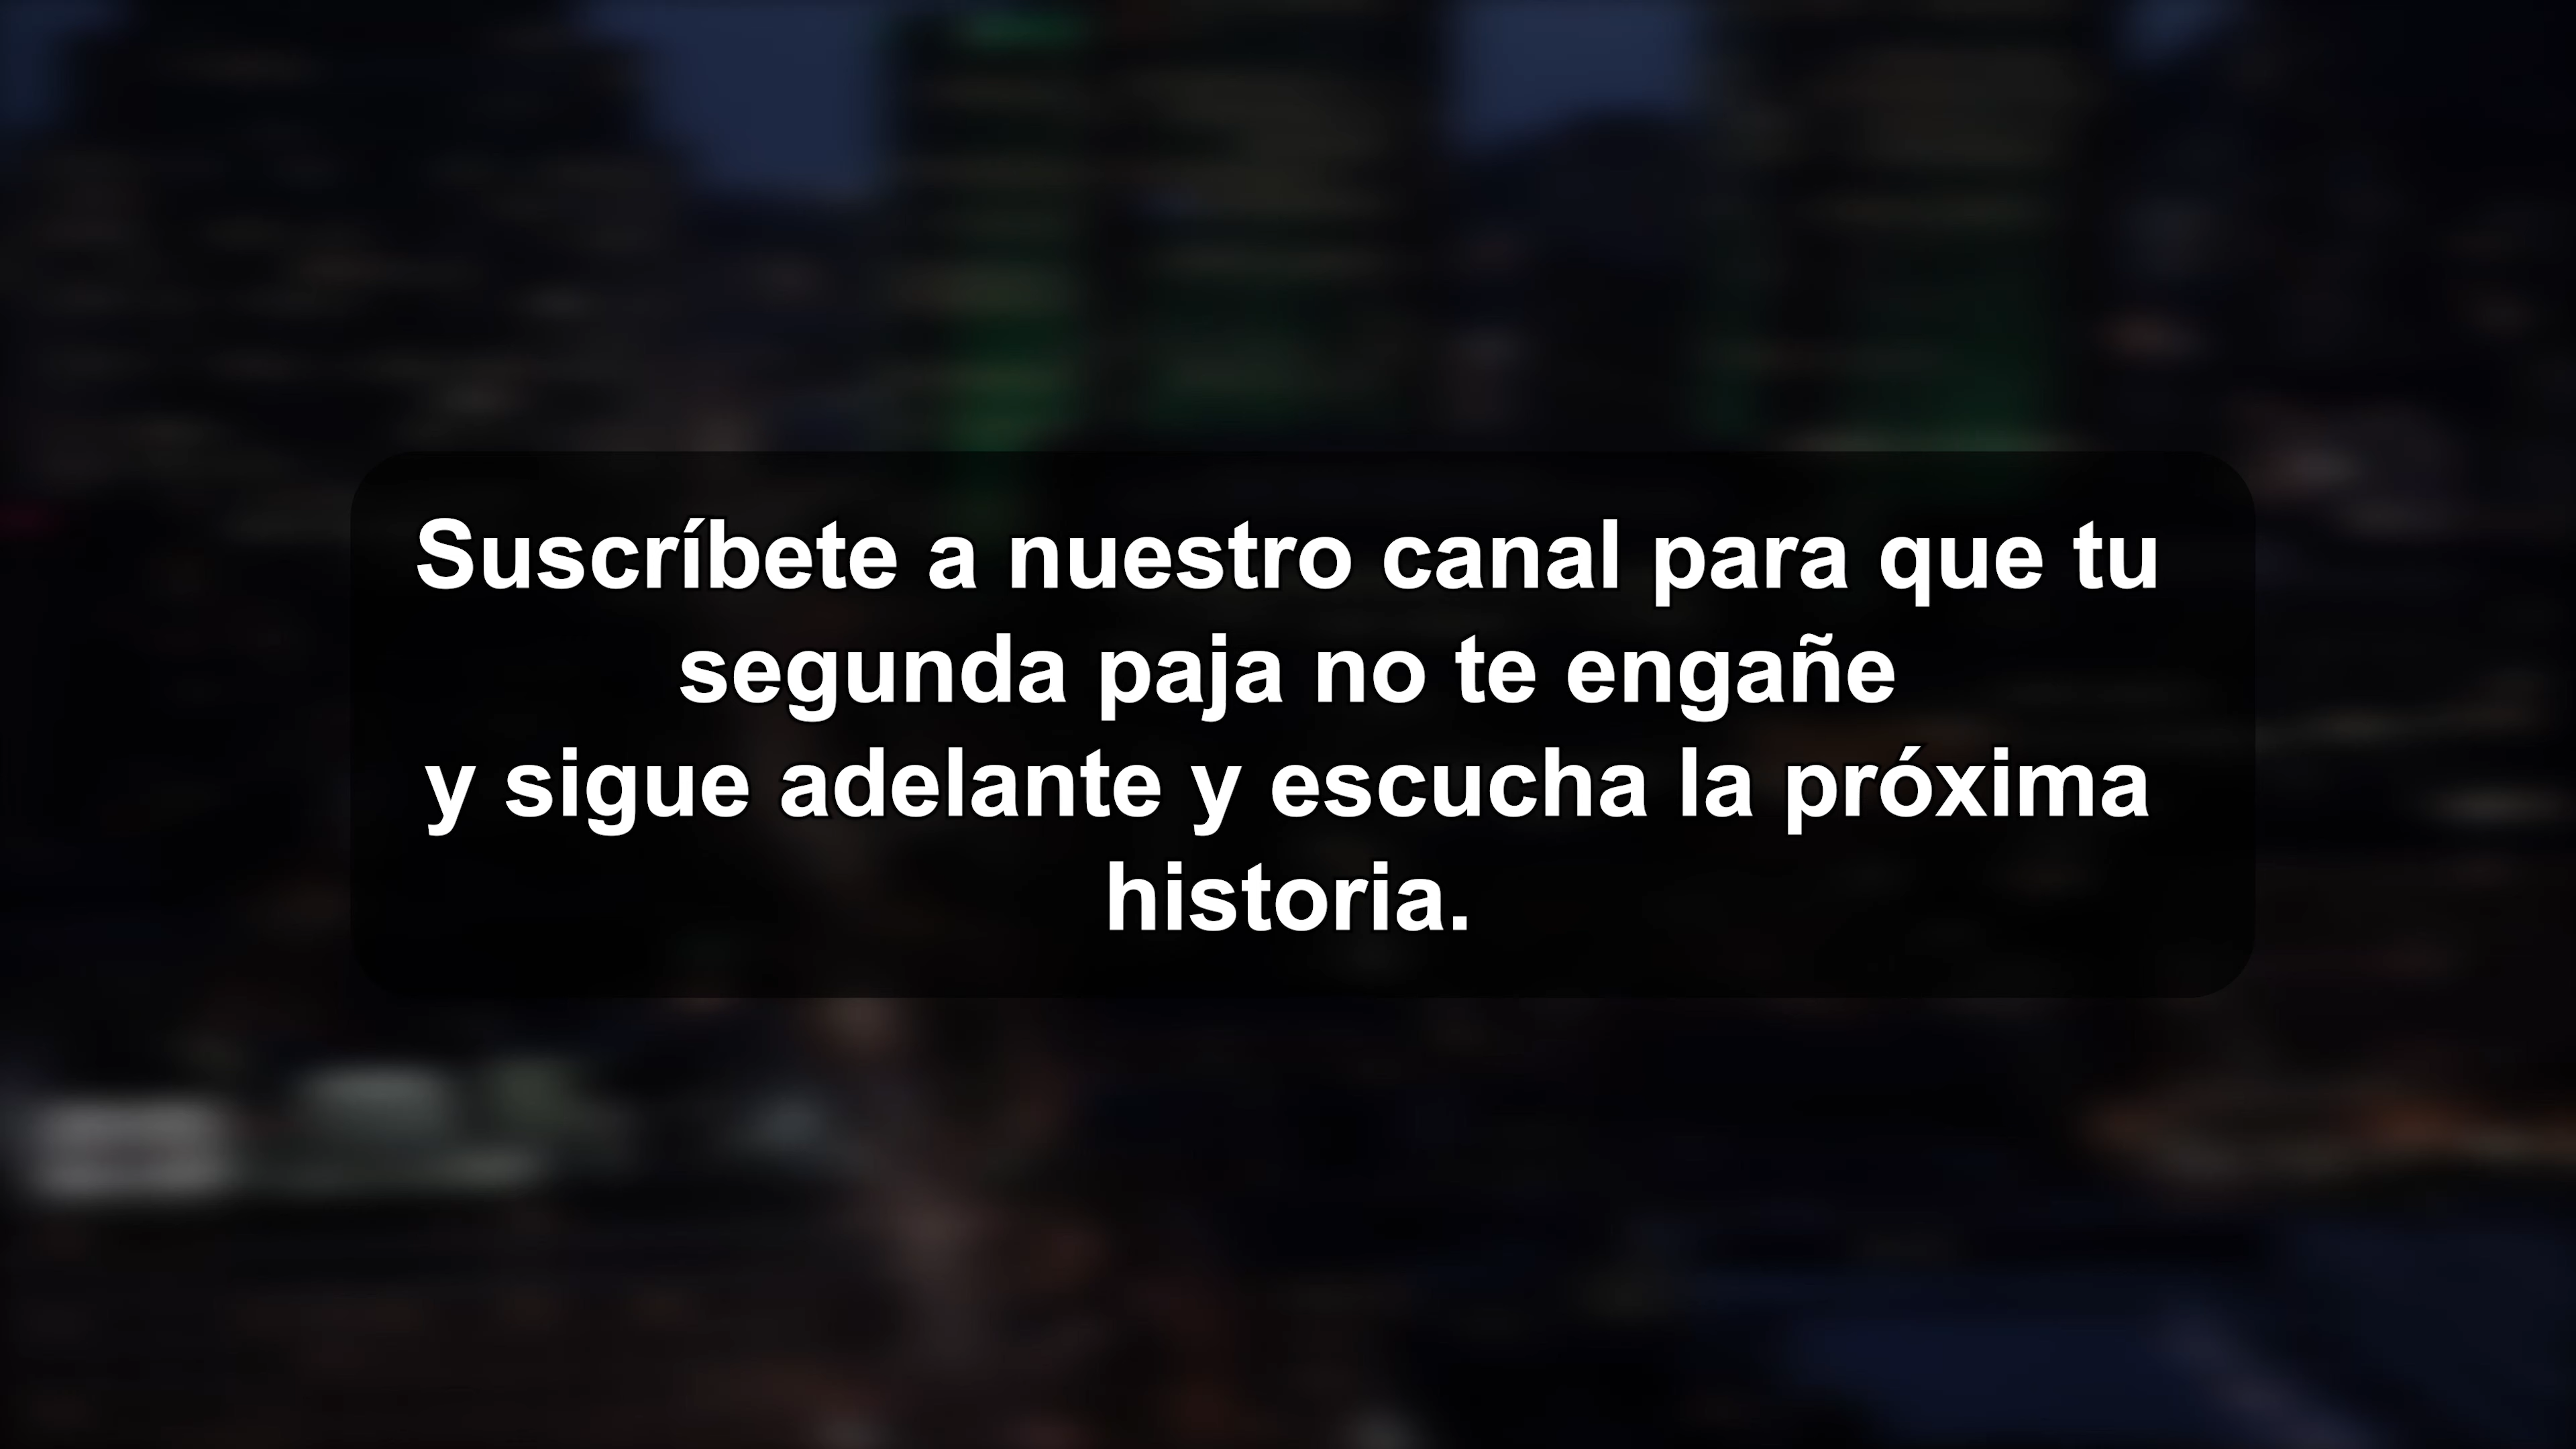 Suscríbete a nuestro canal para que tu
segunda paja no te engañe
y sigue adelante y escucha la próxima
historia.